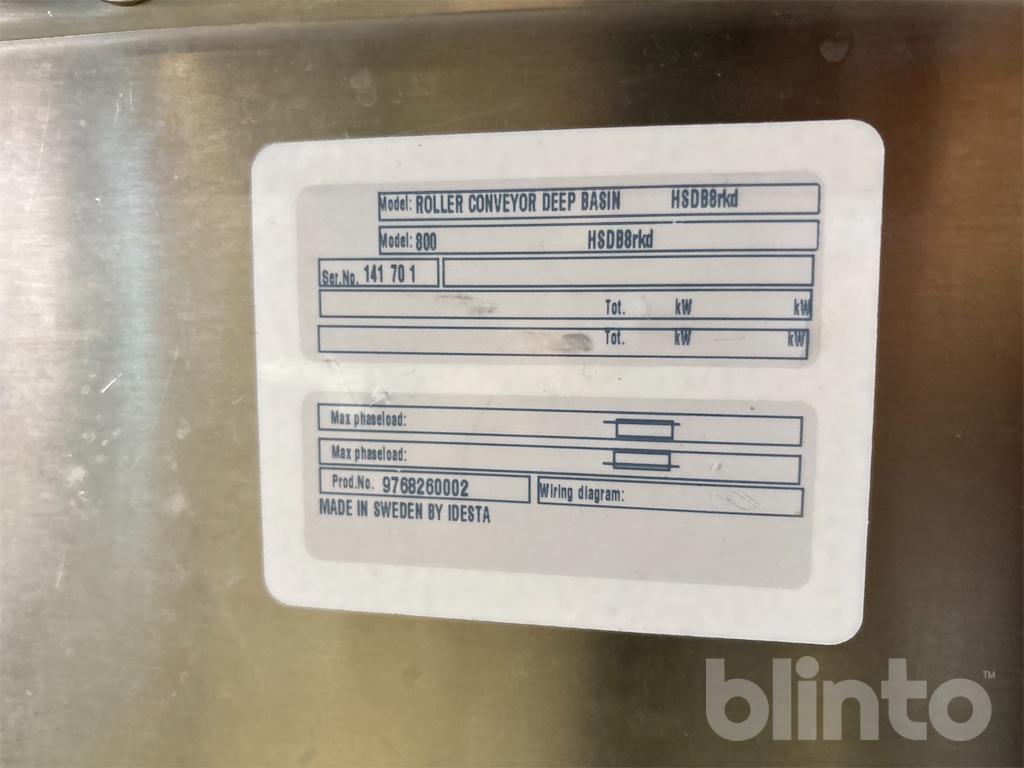 Model: ROLLER CONVEYOR DEEP BASIN HSDB8rkd
Model: 800 HSDB8rkd
Ser.No. 141 70 1
Tot. kW kW
Tot. kW kW
Max phaseload:
Max phaseload:
Prod.No. 9768260002 Wiring diagram:
MADE IN SWEDEN BY IDESTA
blinto™